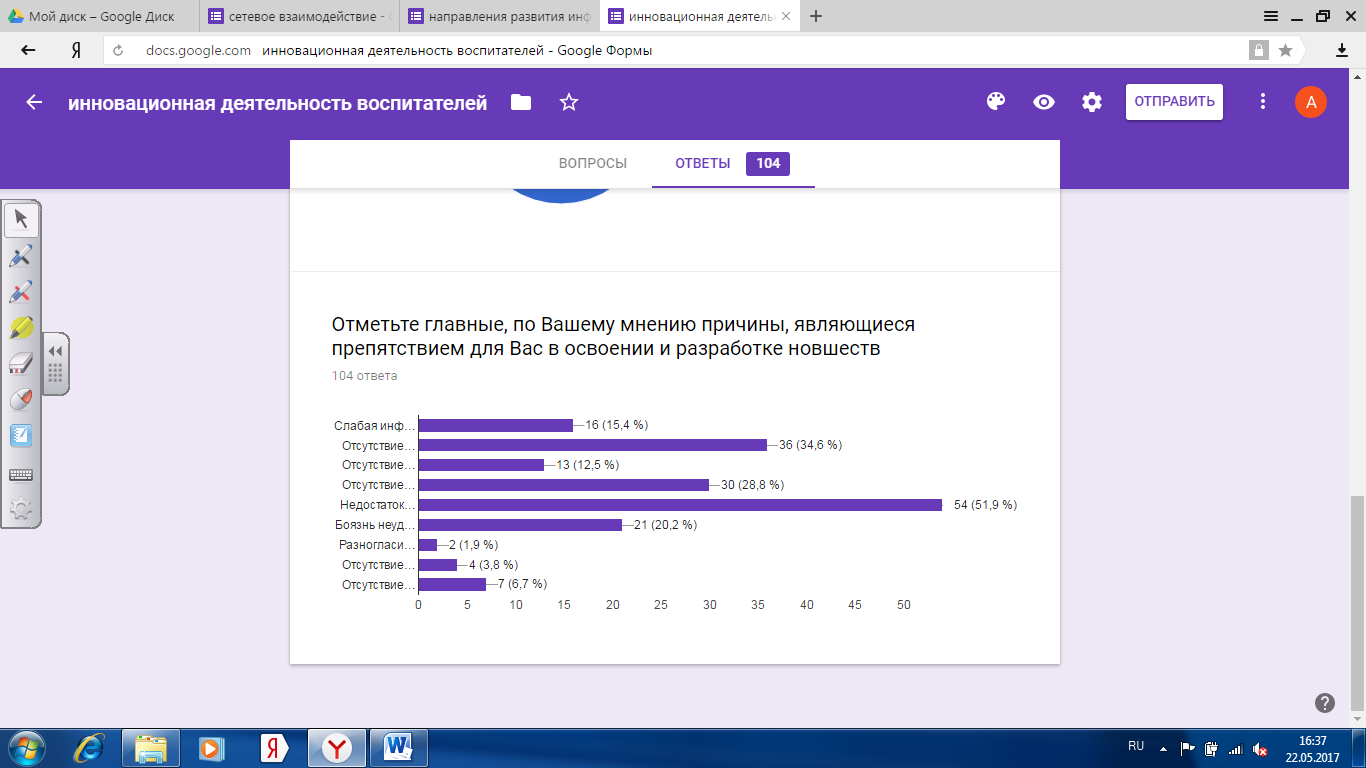 Мой диск – Google Диск
сетевое взаимодействие -
направления развития инф
инновационная деятель
docs.google.com инновационная деятельность воспитателей - Google Формы
инновационная деятельность воспитателей
ОТПРАВИТЬ
А
ВОПРОСЫ
ОТВЕТЫ 104
Отметьте главные, по Вашему мнению причины, являющиеся
препятствием для Вас в освоении и разработке новшеств
104 ответа
Слабая инф... 16 (15,4 %)
Отсутствие... 36 (34,6 %)
Отсутствие... 13 (12,5 %)
Отсутствие... 30 (28,8 %)
Недостаток... 54 (51,9 %)
Боязнь неуд... 21 (20,2 %)
Разногласи... 2 (1,9 %)
Отсутствие... 4 (3,8 %)
Отсутствие... 7 (6,7 %)
0 5 10 15 20 25 30 35 40 45 50
RU
16:37
22.05.2017